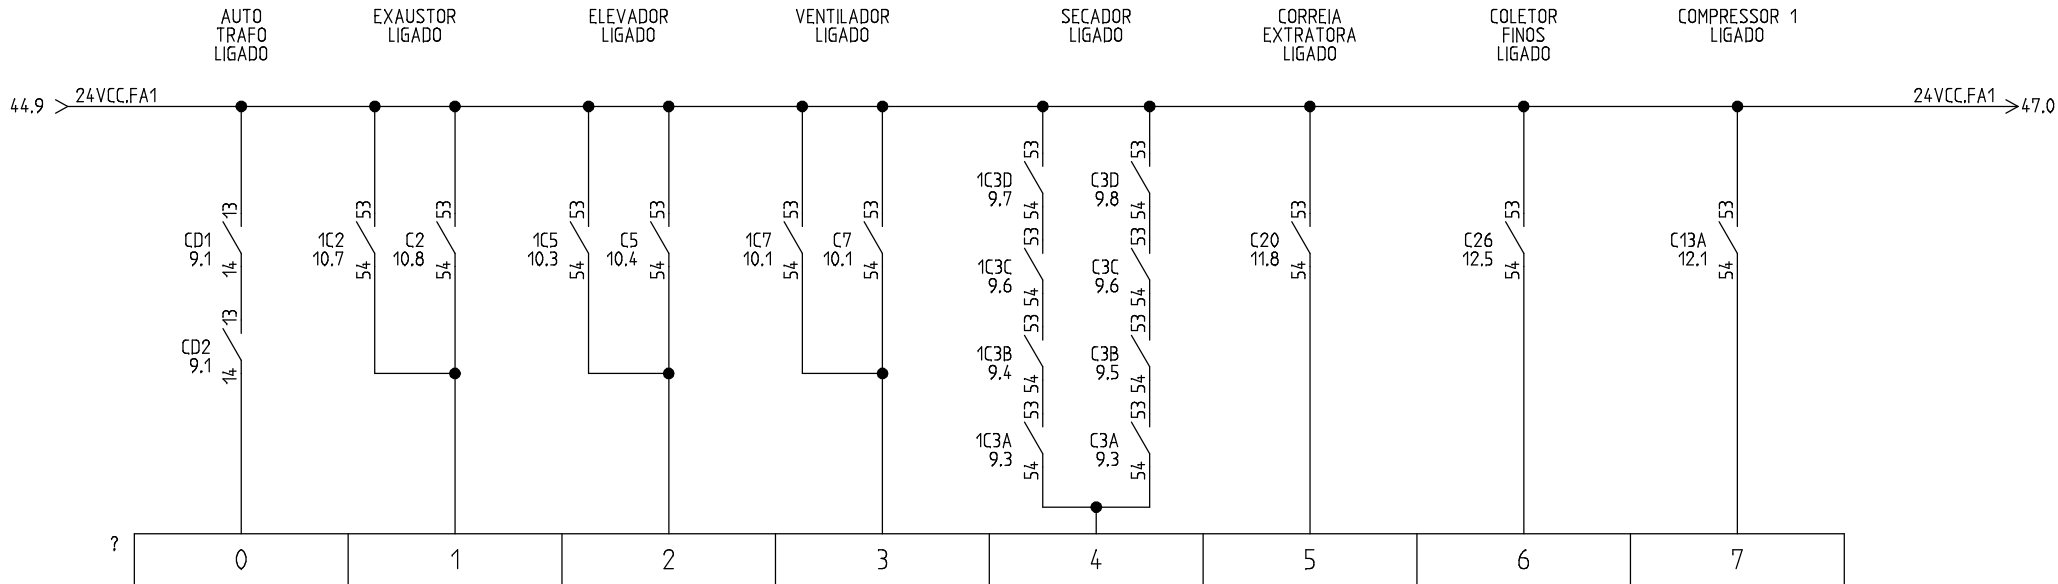 AUTO
TRAFO
LIGADO
EXAUSTOR
LIGADO
ELEVADOR
LIGADO
VENTILADOR
LIGADO
SECADOR
LIGADO
CORREIA
EXTRATORA
LIGADO
COLETOR
FINOS
LIGADO
COMPRESSOR 1
LIGADO
44.9
24VCC.FA1
24VCC.FA1
47.0
13
CD1
9.1
14
13
CD2
9.1
14
53
1C2
10.7
54
53
C2
10.8
54
53
1C5
10.3
54
53
C5
10.4
54
53
1C7
10.1
54
53
C7
10.1
54
53
1C3D
9.7
54
53
1C3C
9.6
54
53
1C3B
9.4
54
53
1C3A
9.3
54
53
C3D
9.8
54
53
C3C
9.6
54
53
C3B
9.5
54
53
C3A
9.3
54
53
C20
11.8
54
53
C26
12.5
54
53
C13A
12.1
54
?
0
1
2
3
4
5
6
7